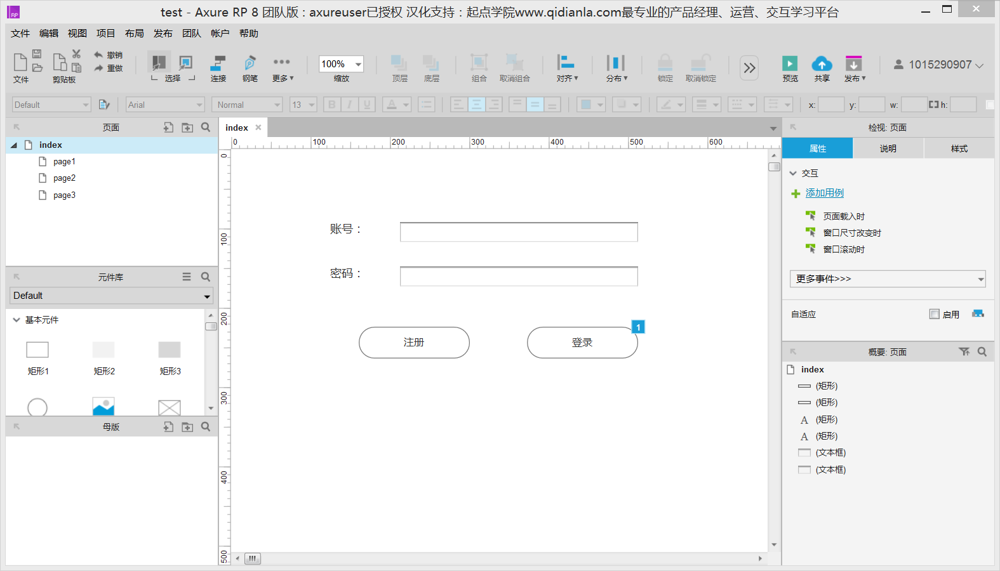 test - Axure RP 8 团队版 : axureuser已授权 汉化支持 : 起点学院www.qidianla.com最专业的产品经理、运营、交互学习平台
文件 编辑 视图 项目 布局 发布 团队 帐户 帮助
撤销
重做
文件 剪贴板 选择 连接 钢笔 更多▼ 100% 缩放 顶层 底层 组合 取消组合 对齐▼ 分布▼ 锁定 取消锁定 预览 共享 发布▼ 1015290907
Default Arial Normal 13 B I U A x: y: w: h:
页面
index
page1
page2
page3
元件库
Default
基本元件
矩形1 矩形2 矩形3
母版
index
0 100 200 300 400 500 600
0
100
200
300
400
500
账号：
密码：
注册 登录 1
检视: 页面
属性 说明 样式
交互
添加用例
页面载入时
窗口尺寸改变时
窗口滚动时
更多事件>>>
自适应 启用
概要: 页面
index
(矩形)
(矩形)
A (矩形)
A (矩形)
(文本框)
(文本框)